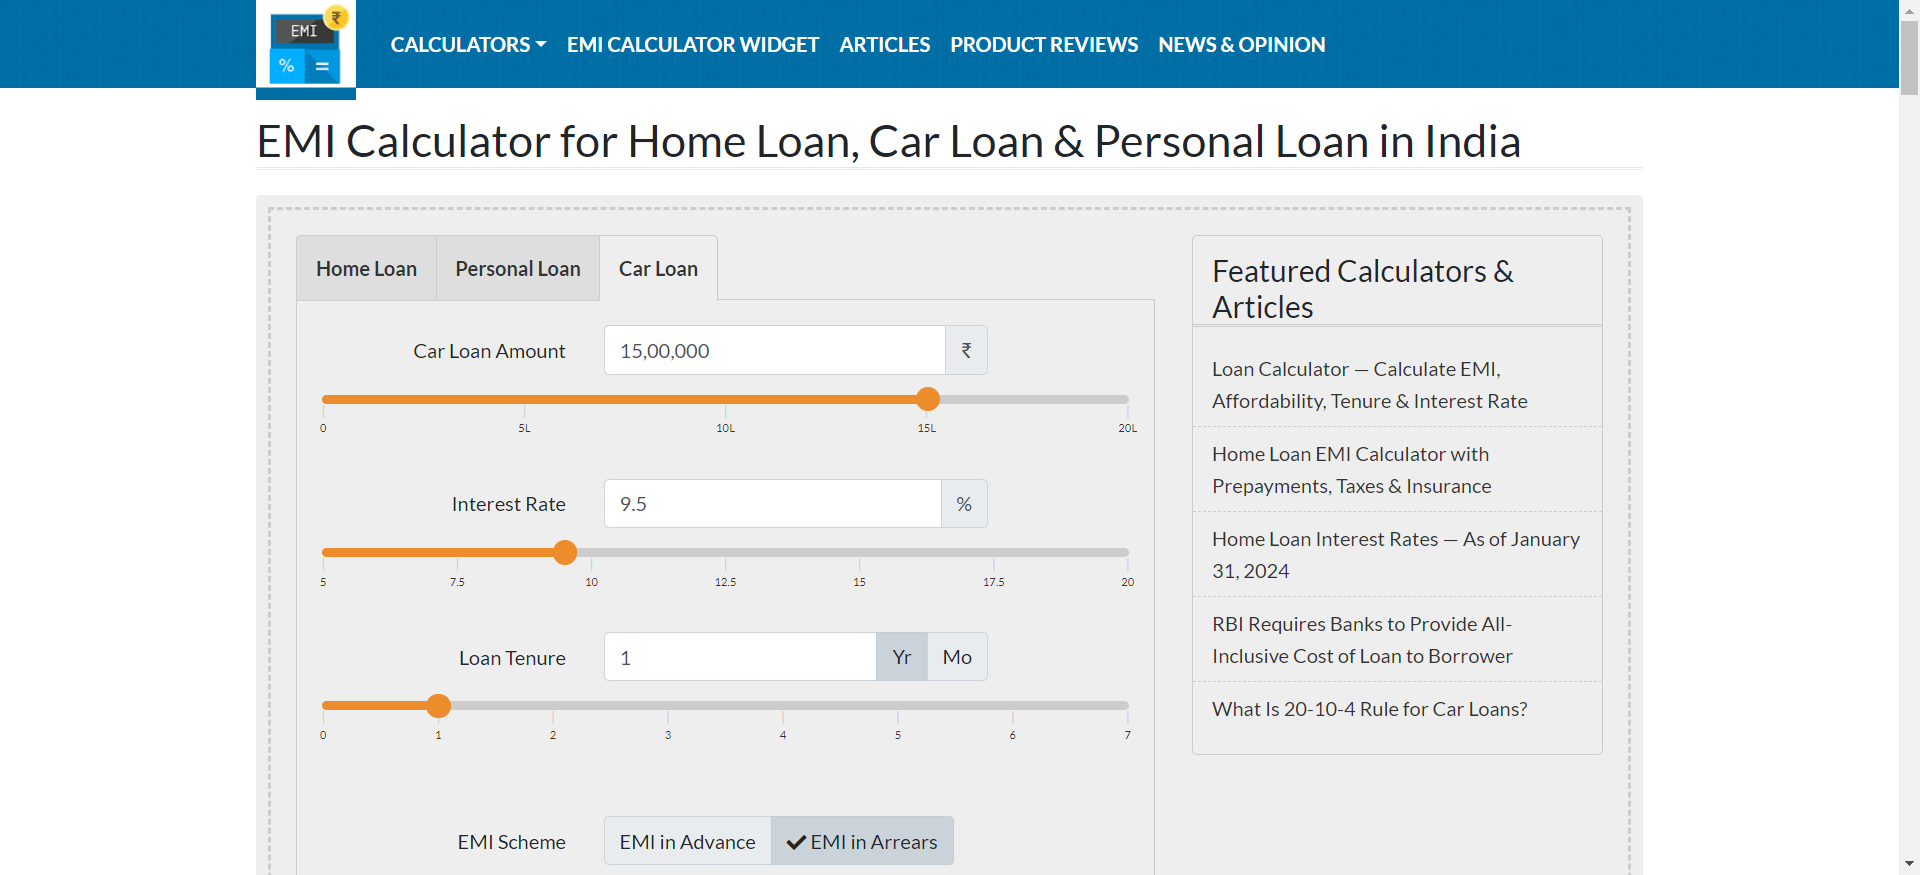 EMI
₹
%
=
CALCULATORS
EMI CALCULATOR WIDGET
ARTICLES
PRODUCT REVIEWS
NEWS & OPINION
EMI Calculator for Home Loan, Car Loan & Personal Loan in India
Home Loan
Personal Loan
Car Loan
Car Loan Amount
15,00,000
₹
0
5L
10L
15L
20L
Interest Rate
9.5
%
5
7.5
10
12.5
15
17.5
20
Loan Tenure
1
Yr
Mo
0
1
2
3
4
5
6
7
EMI Scheme
EMI in Advance
EMI in Arrears
Featured Calculators &
Articles
Loan Calculator — Calculate EMI,
Affordability, Tenure & Interest Rate
Home Loan EMI Calculator with
Prepayments, Taxes & Insurance
Home Loan Interest Rates — As of January
31, 2024
RBI Requires Banks to Provide All-
Inclusive Cost of Loan to Borrower
What Is 20-10-4 Rule for Car Loans?